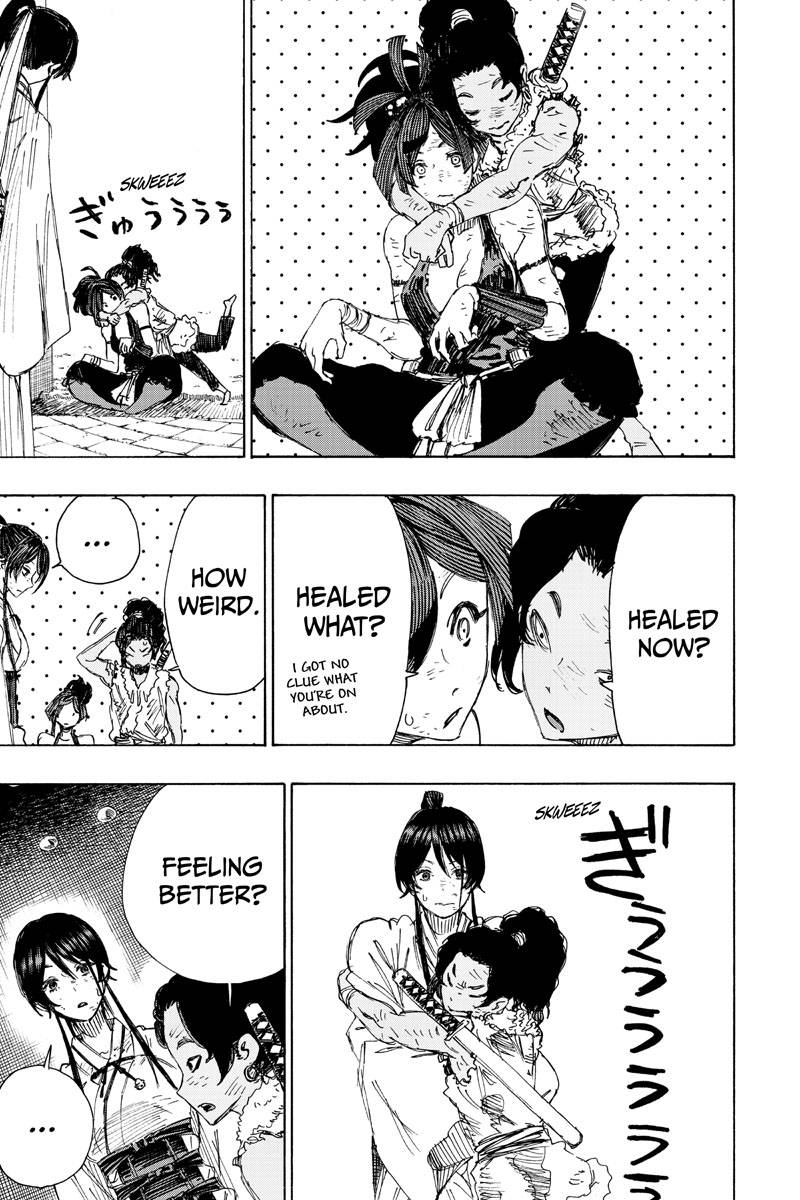 SKWEEEZ
ぎゅうううう
HEALED
NOW?
HEALED
WHAT?
I GOT NO
CLUE WHAT
YOU'RE ON
ABOUT.
HOW
WEIRD.
...
SKWEEEZ
ぎゅうううううう
FEELING
BETTER?
...